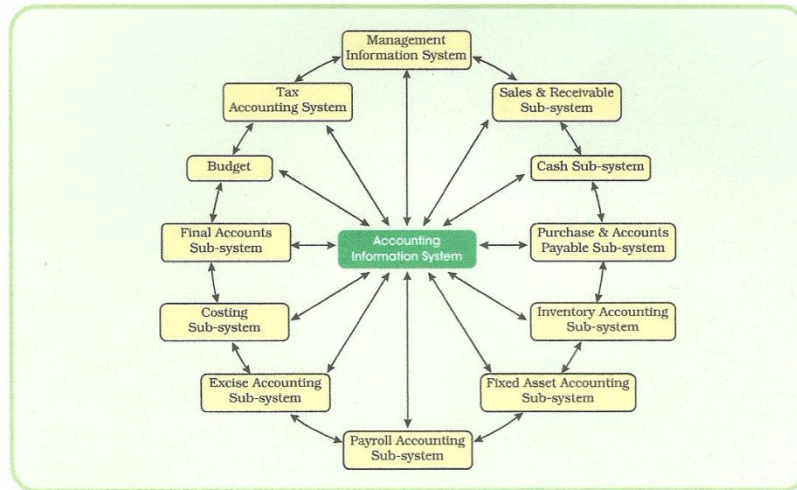 Management
Information System
Tax
Accounting System
Sales & Receivable
Sub-system
Budget
Cash Sub-system
Final Accounts
Sub-system
Accounting
Information System
Purchase & Accounts
Payable Sub-system
Costing
Sub-system
Inventory Accounting
Sub-system
Excise Accounting
Sub-system
Fixed Asset Accounting
Sub-system
Payroll Accounting
Sub-system